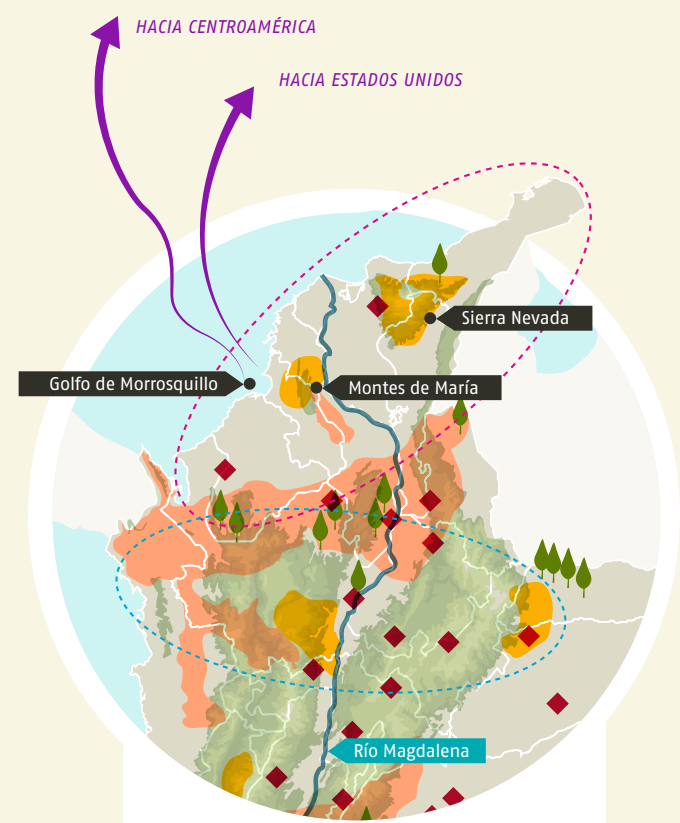 HACIA CENTROAMÉRICA
HACIA ESTADOS UNIDOS
Sierra Nevada
Golfo de Morrosquillo
Montes de María
Río Magdalena